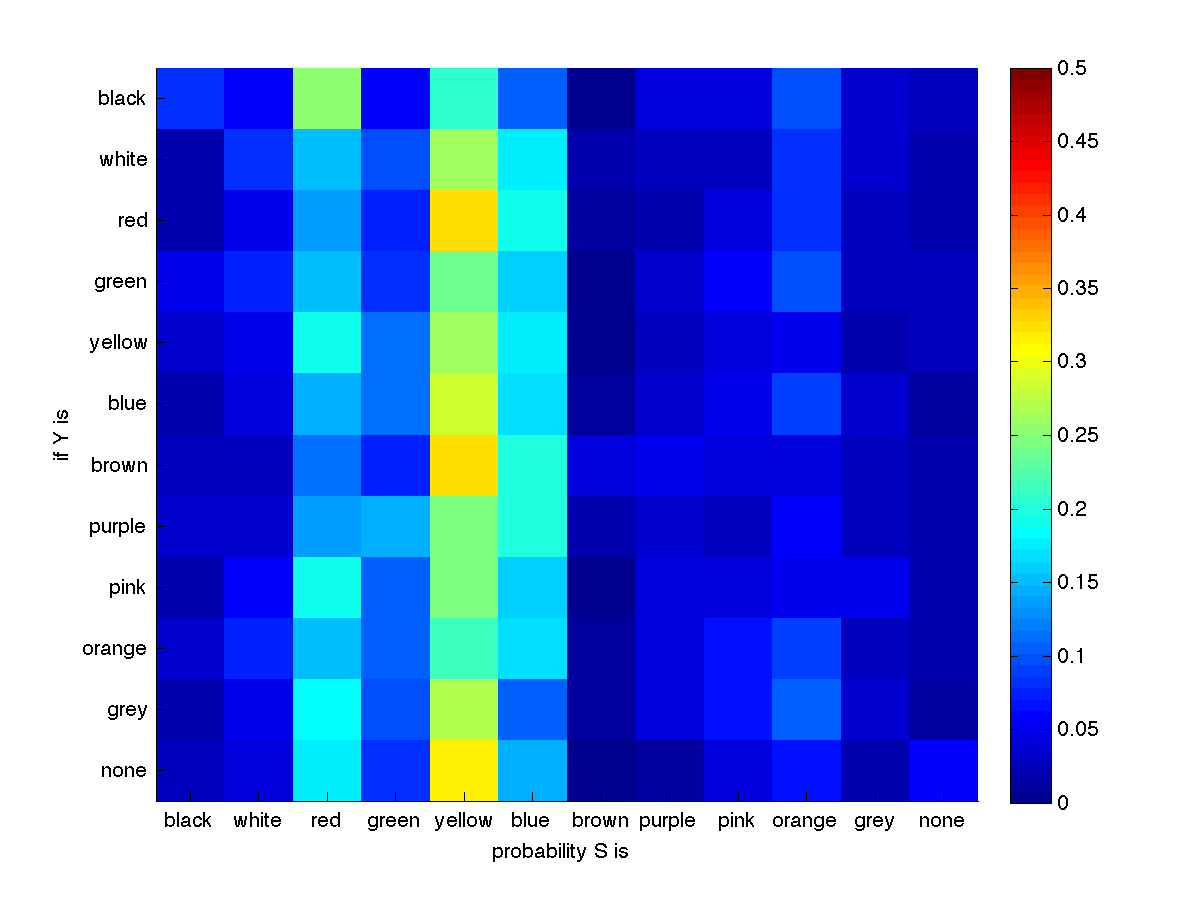 black
white
red
green
yellow
blue
brown
purple
pink
orange
grey
none
if Y is
black white red green yellow blue brown purple pink orange grey none
probability S is
0.5
0.45
0.4
0.35
0.3
0.25
0.2
0.15
0.1
0.05
0